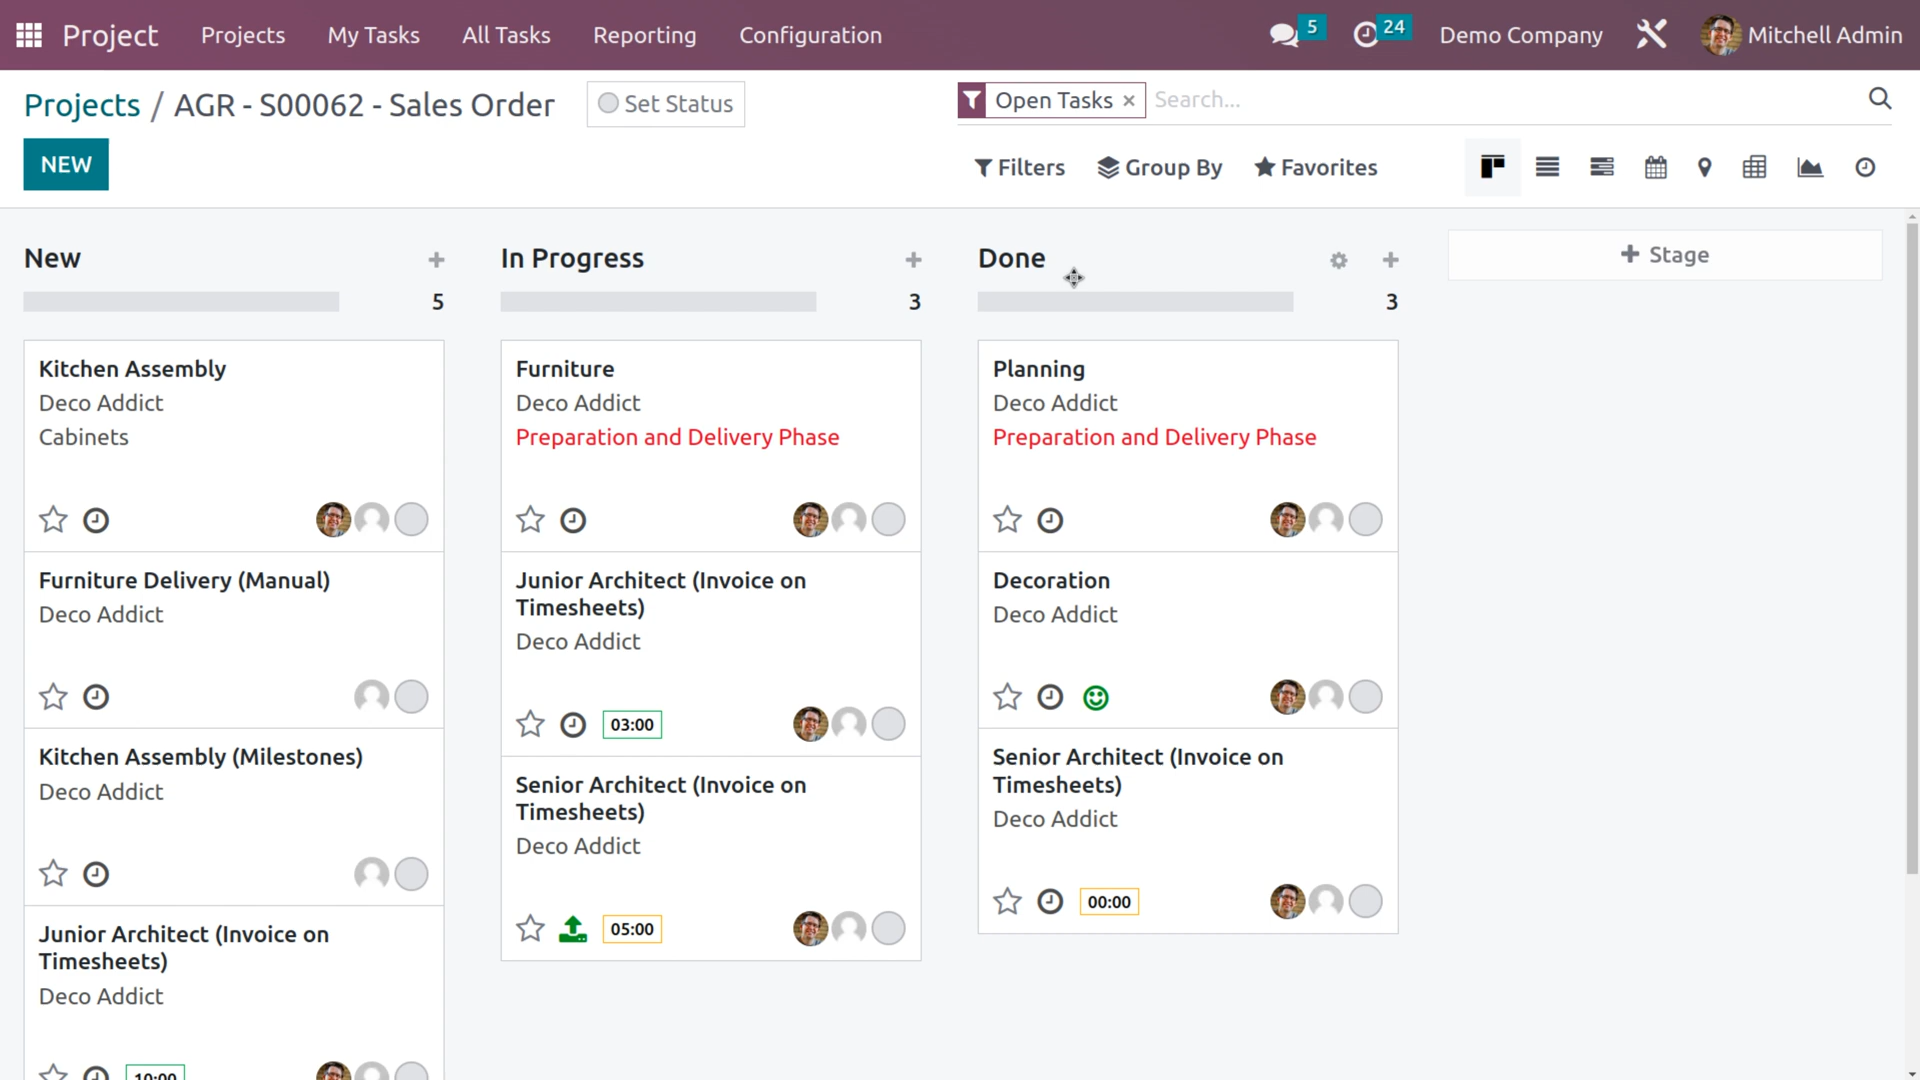 Project
Projects
My Tasks
All Tasks
Reporting
Configuration
5
24
Demo Company
Mitchell Admin
Projects / AGR - S00062 - Sales Order
Set Status
Open Tasks ×
Search...
NEW
Filters
Group By
Favorites
New
5
Kitchen Assembly
Deco Addict
Cabinets
Furniture Delivery (Manual)
Deco Addict
Kitchen Assembly (Milestones)
Deco Addict
Junior Architect (Invoice on
Timesheets)
Deco Addict
10:00
In Progress
3
Furniture
Deco Addict
Preparation and Delivery Phase
Junior Architect (Invoice on
Timesheets)
Deco Addict
03:00
Senior Architect (Invoice on
Timesheets)
Deco Addict
05:00
Done
3
Planning
Deco Addict
Preparation and Delivery Phase
Decoration
Deco Addict
Senior Architect (Invoice on
Timesheets)
Deco Addict
00:00
+ Stage